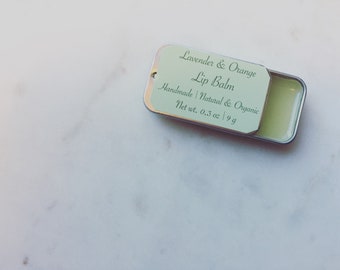 Lavender & Orange
Lip Balm
Handmade | Natural & Organic
Net wt. 0.3 oz | 9 g